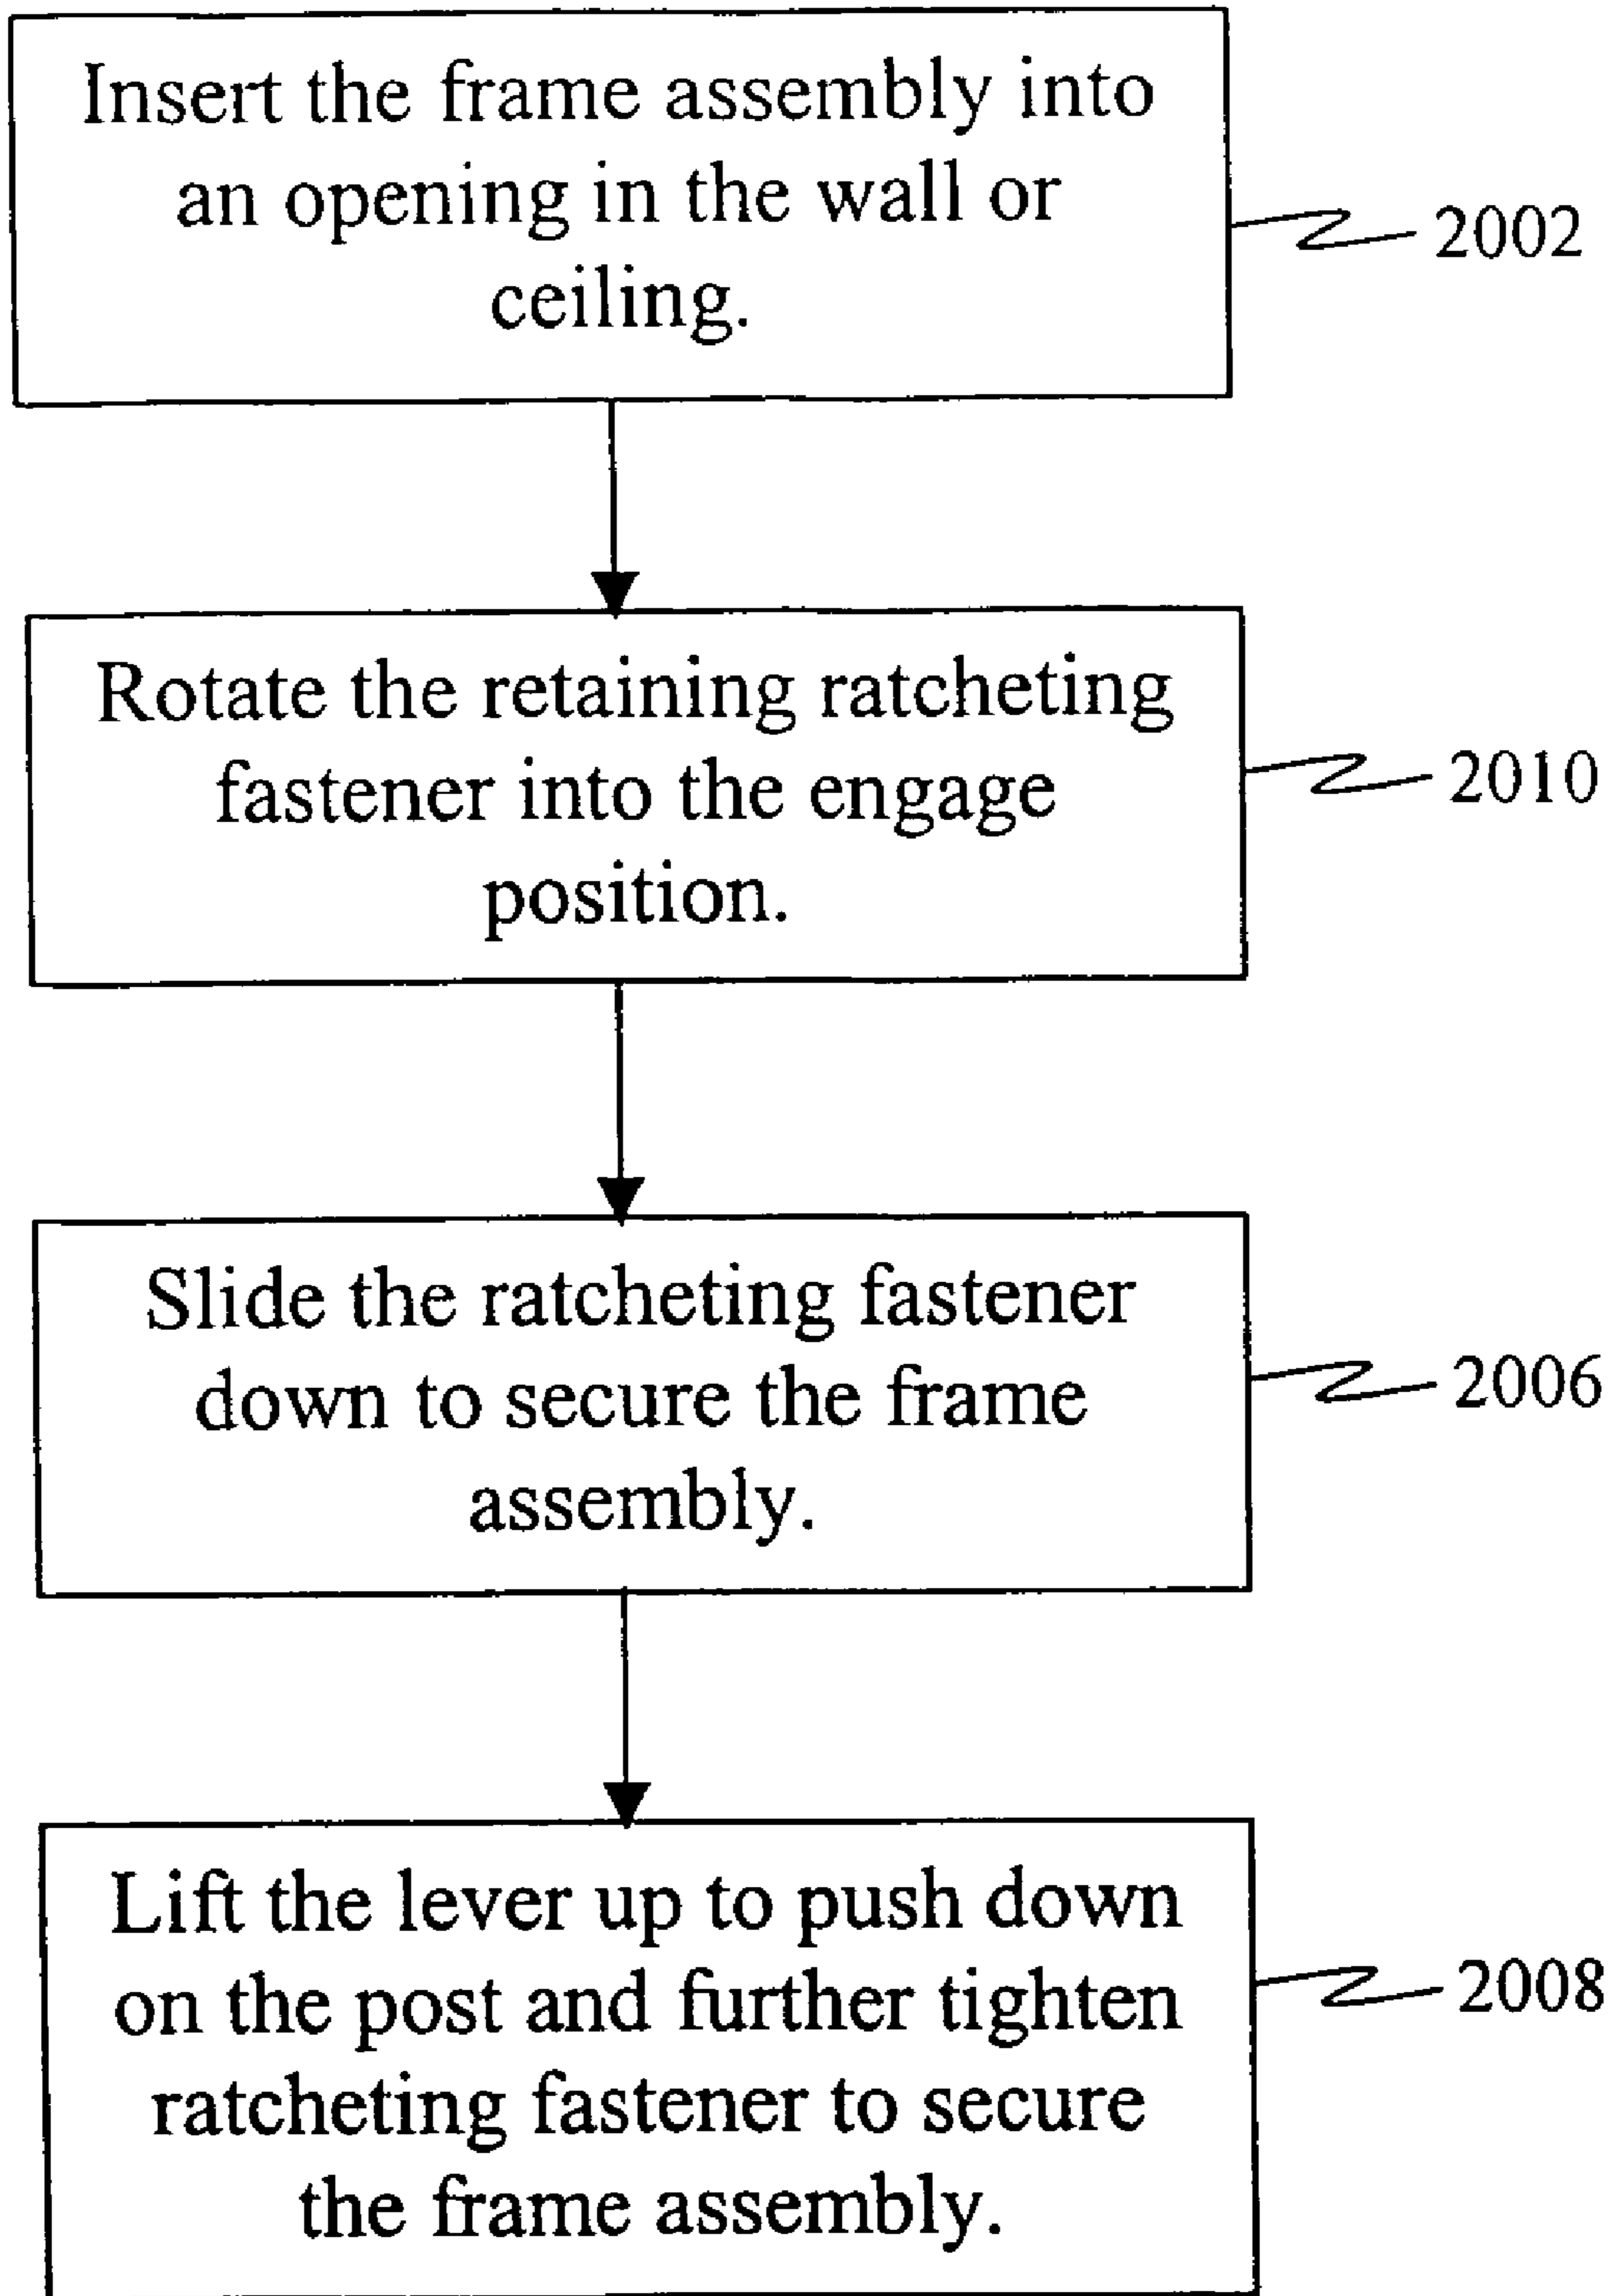 Insert the frame assembly into
an opening in the wall or
ceiling.
2002
Rotate the retaining ratcheting
fastener into the engage
position.
2010
Slide the ratcheting fastener
down to secure the frame
assembly.
2006
Lift the lever up to push down
on the post and further tighten
ratcheting fastener to secure
the frame assembly.
2008